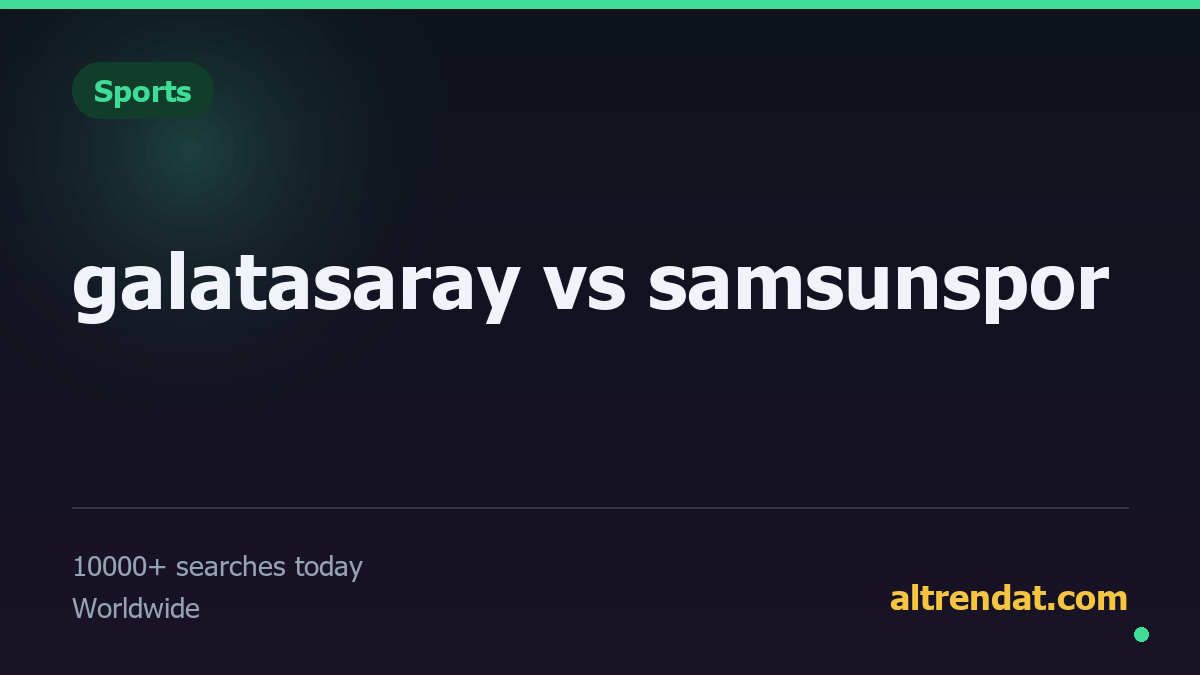 Sports
galatasaray vs samsunspor
10000+ searches today
Worldwide
altrendat.com